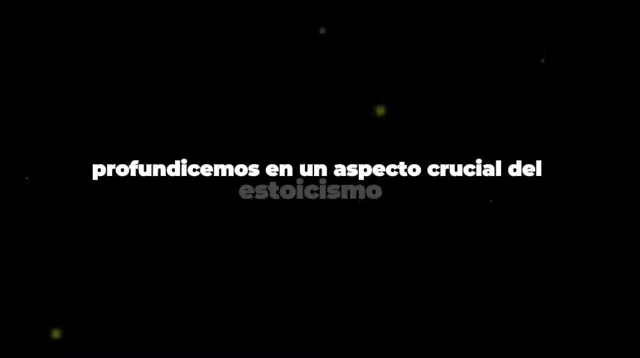 profundicemos en un aspecto crucial del
estoicismo